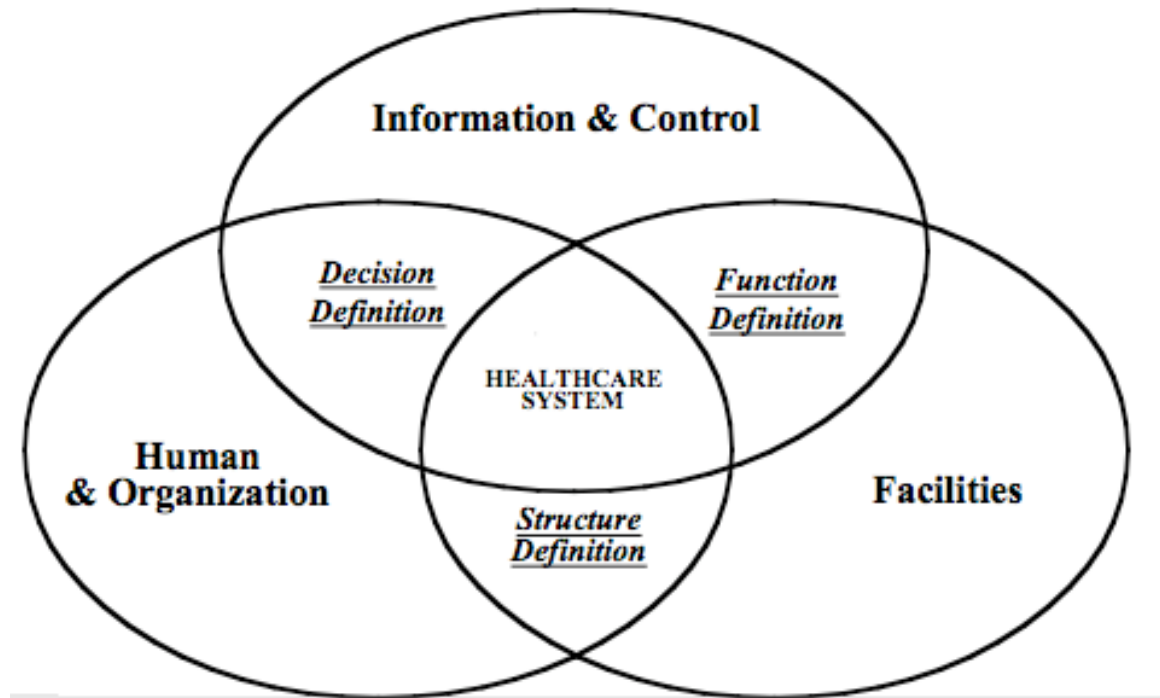 Information & Control
Decision
Definition
Function
Definition
HEALTHCARE
SYSTEM
Human
& Organization
Facilities
Structure
Definition